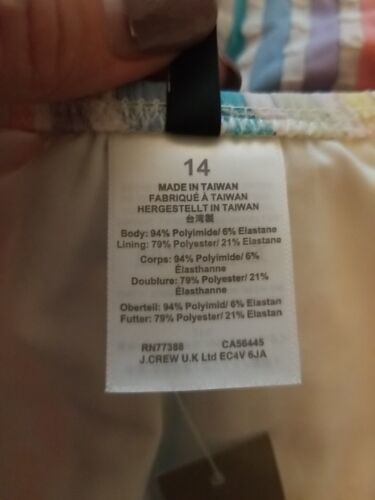 14
MADE IN TAIWAN
FABRIQUÉ À TAIWAN
HERGESTELLT IN TAIWAN
台湾製
Body: 94% Polyimide/ 6% Elastane
Lining: 79% Polyester/ 21% Elastane
Corps: 94% Polyimide/ 6%
Élasthanne
Doublure: 79% Polyester/ 21%
Élasthanne
Oberteil: 94% Polyimid/ 6% Elastan
Futter: 79% Polyester/ 21% Elastan
RN77388 CA56445
J.CREW U.K Ltd EC4V 6JA